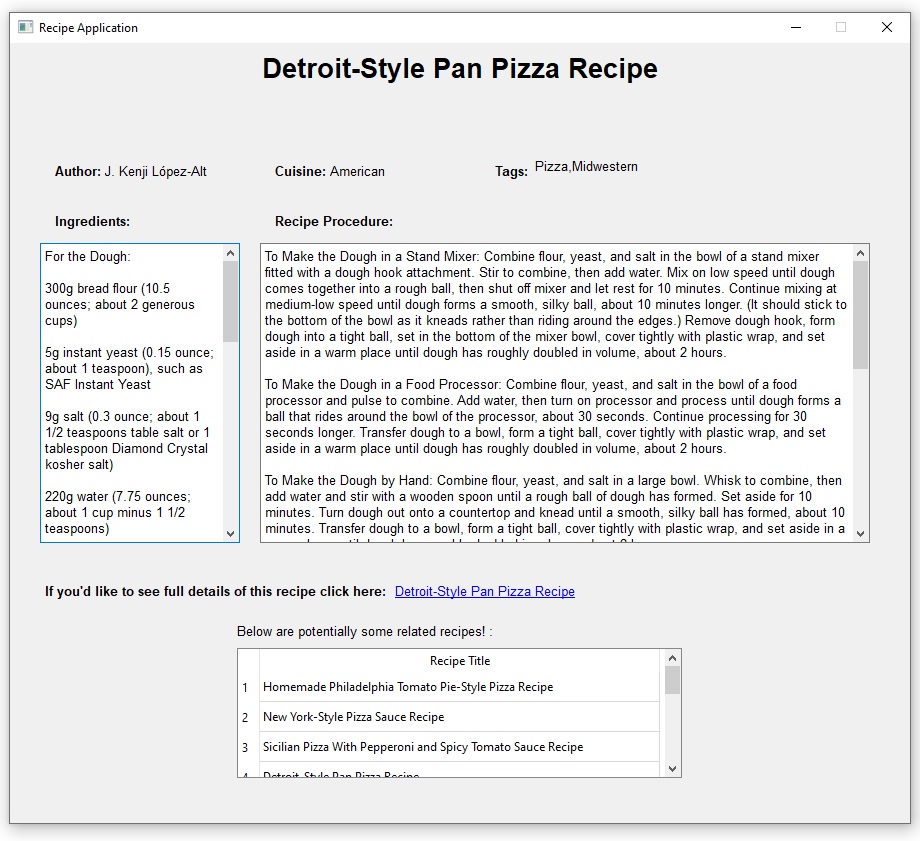 Recipe Application
Detroit-Style Pan Pizza Recipe
Author: J. Kenji López-Alt
Cuisine: American
Tags: Pizza,Midwestern
Ingredients:
Recipe Procedure:
For the Dough:
300g bread flour (10.5
ounces; about 2 generous
cups)
5g instant yeast (0.15 ounce;
about 1 teaspoon), such as
SAF Instant Yeast
9g salt (0.3 ounce; about 1
1/2 teaspoons table salt or 1
tablespoon Diamond Crystal
kosher salt)
220g water (7.75 ounces;
about 1 cup minus 1 1/2
teaspoons)
To Make the Dough in a Stand Mixer: Combine flour, yeast, and salt in the bowl of a stand mixer
fitted with a dough hook attachment. Stir to combine, then add water. Mix on low speed until dough
comes together into a rough ball, then shut off mixer and let rest for 10 minutes. Continue mixing at
medium-low speed until dough forms a smooth, silky ball, about 10 minutes longer. (It should stick to
the bottom of the bowl as it kneads rather than riding around the edges.) Remove dough hook, form
dough into a tight ball, set in the bottom of the mixer bowl, cover tightly with plastic wrap, and set
aside in a warm place until dough has roughly doubled in volume, about 2 hours.
To Make the Dough in a Food Processor: Combine flour, yeast, and salt in the bowl of a food
processor and pulse to combine. Add water, then turn on processor and process until dough forms a
ball that rides around the bowl of the processor, about 30 seconds. Continue processing for 30
seconds longer. Transfer dough to a bowl, form a tight ball, cover tightly with plastic wrap, and set
aside in a warm place until dough has roughly doubled in volume, about 2 hours.
To Make the Dough by Hand: Combine flour, yeast, and salt in a large bowl. Whisk to combine, then
add water and stir with a wooden spoon until a rough ball of dough has formed. Set aside for 10
minutes. Turn dough out onto a countertop and knead until a smooth, silky ball has formed, about 10
minutes. Transfer dough to a bowl, form a tight ball, cover tightly with plastic wrap, and set aside in a
If you'd like to see full details of this recipe click here: Detroit-Style Pan Pizza Recipe
Below are potentially some related recipes! :
Recipe Title
1 Homemade Philadelphia Tomato Pie-Style Pizza Recipe
2 New York-Style Pizza Sauce Recipe
3 Sicilian Pizza With Pepperoni and Spicy Tomato Sauce Recipe
4 Detroit-Style Pan Pizza Recipe